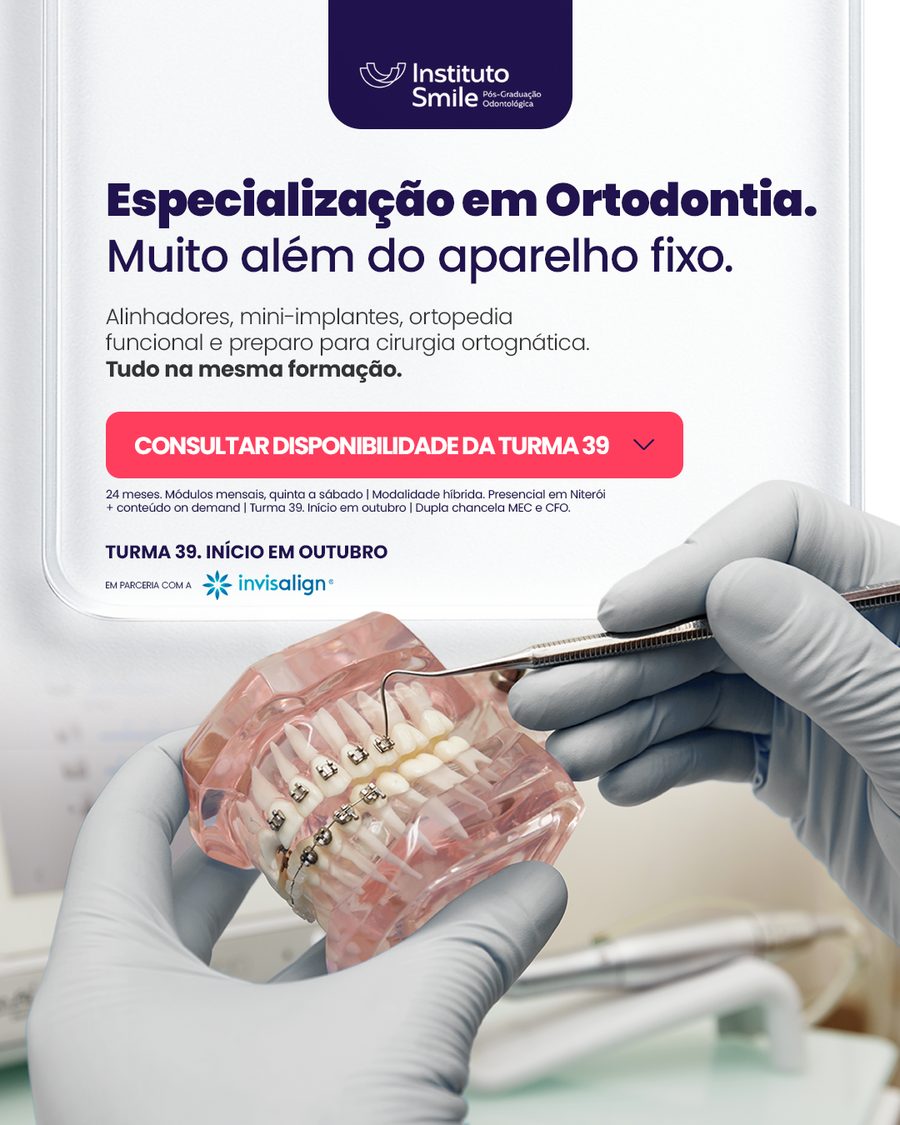 Instituto
Smile Pós-Graduação
Odontológica
Especialização em Ortodontia.
Muito além do aparelho fixo.
Alinhadores, mini-implantes, ortopedia
funcional e preparo para cirurgia ortognática.
Tudo na mesma formação.
CONSULTAR DISPONIBILIDADE DA TURMA 39
24 meses. Módulos mensais, quinta a sábado | Modalidade híbrida. Presencial em Niterói
+ conteúdo on demand | Turma 39. Início em outubro | Dupla chancela MEC e CFO.
TURMA 39. INÍCIO EM OUTUBRO
EM PARCERIA COM A invisalign®